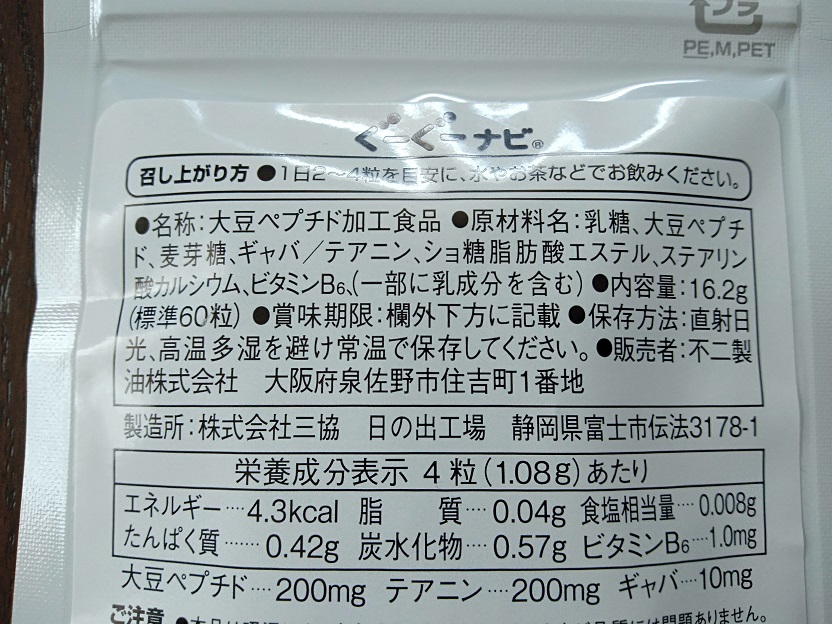 プラ
PE,M,PET
ぐーぐーナビ®
召し上がり方 ●1日2〜4粒を目安に、水やお茶などでお飲みください。
●名称:大豆ペプチド加工食品 ●原材料名:乳糖、大豆ペプチ
ド、麦芽糖、ギャバ/テアニン、ショ糖脂肪酸エステル、ステアリン
酸カルシウム、ビタミンB₆、(一部に乳成分を含む) ●内容量:16.2g
(標準60粒) ●賞味期限:欄外下方に記載 ●保存方法:直射日
光、高温多湿を避け常温で保存してください。●販売者:不二製
油株式会社 大阪府泉佐野市住吉町1番地
製造所:株式会社三協 日の出工場 静岡県富士市伝法3178-1
栄養成分表示 4粒(1.08g)あたり
エネルギー…4.3kcal 脂質…0.04g 食塩相当量…0.008g
たんぱく質……0.42g 炭水化物…0.57g ビタミンB₆…1.0mg
大豆ペプチド…200mg テアニン…200mg ギャバ…10mg
ご注意